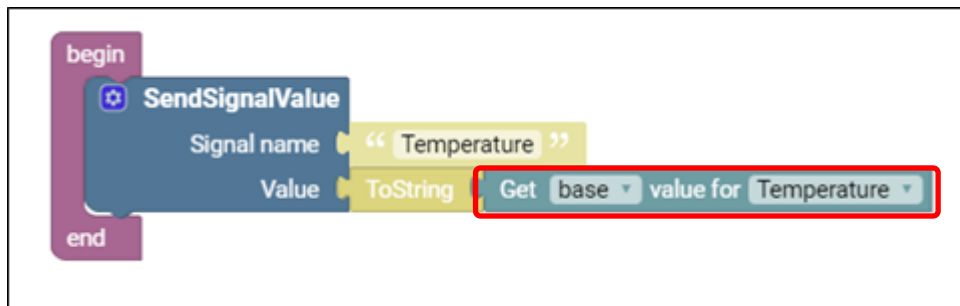 begin
SendSignalValue
Signal name “ Temperature ”
Value ToString Get base value for Temperature
end